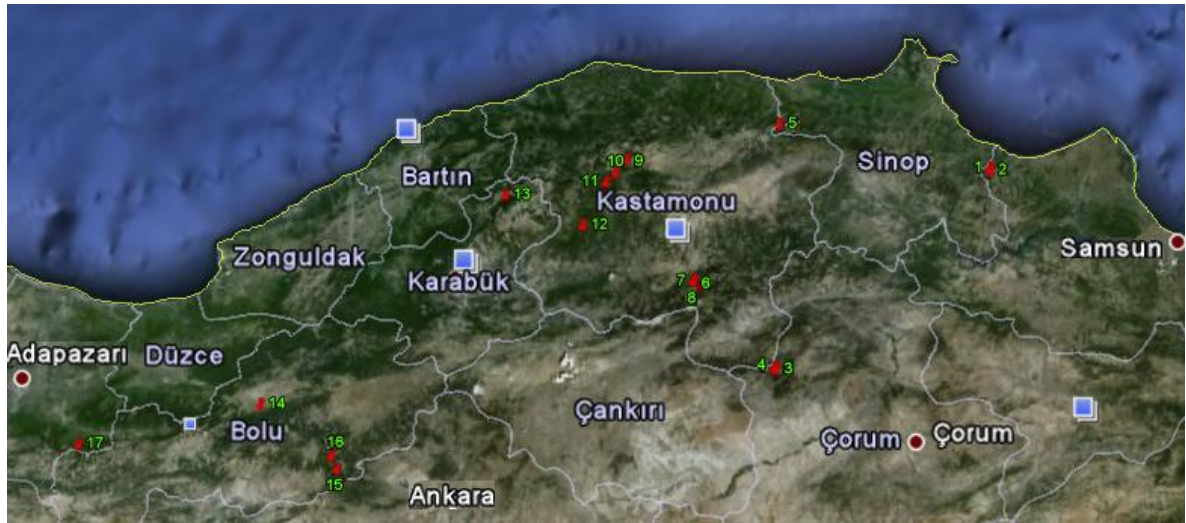 5
10 9
Sinop
1 2
Bartın
11
13
Kastamonu
12
Samsun
Zonguldak
Karabük
7 6
8
Adapazarı
Düzce
4 3
14
Çankırı
Bolu
Çorum
Çorum
17
16
15
Ankara